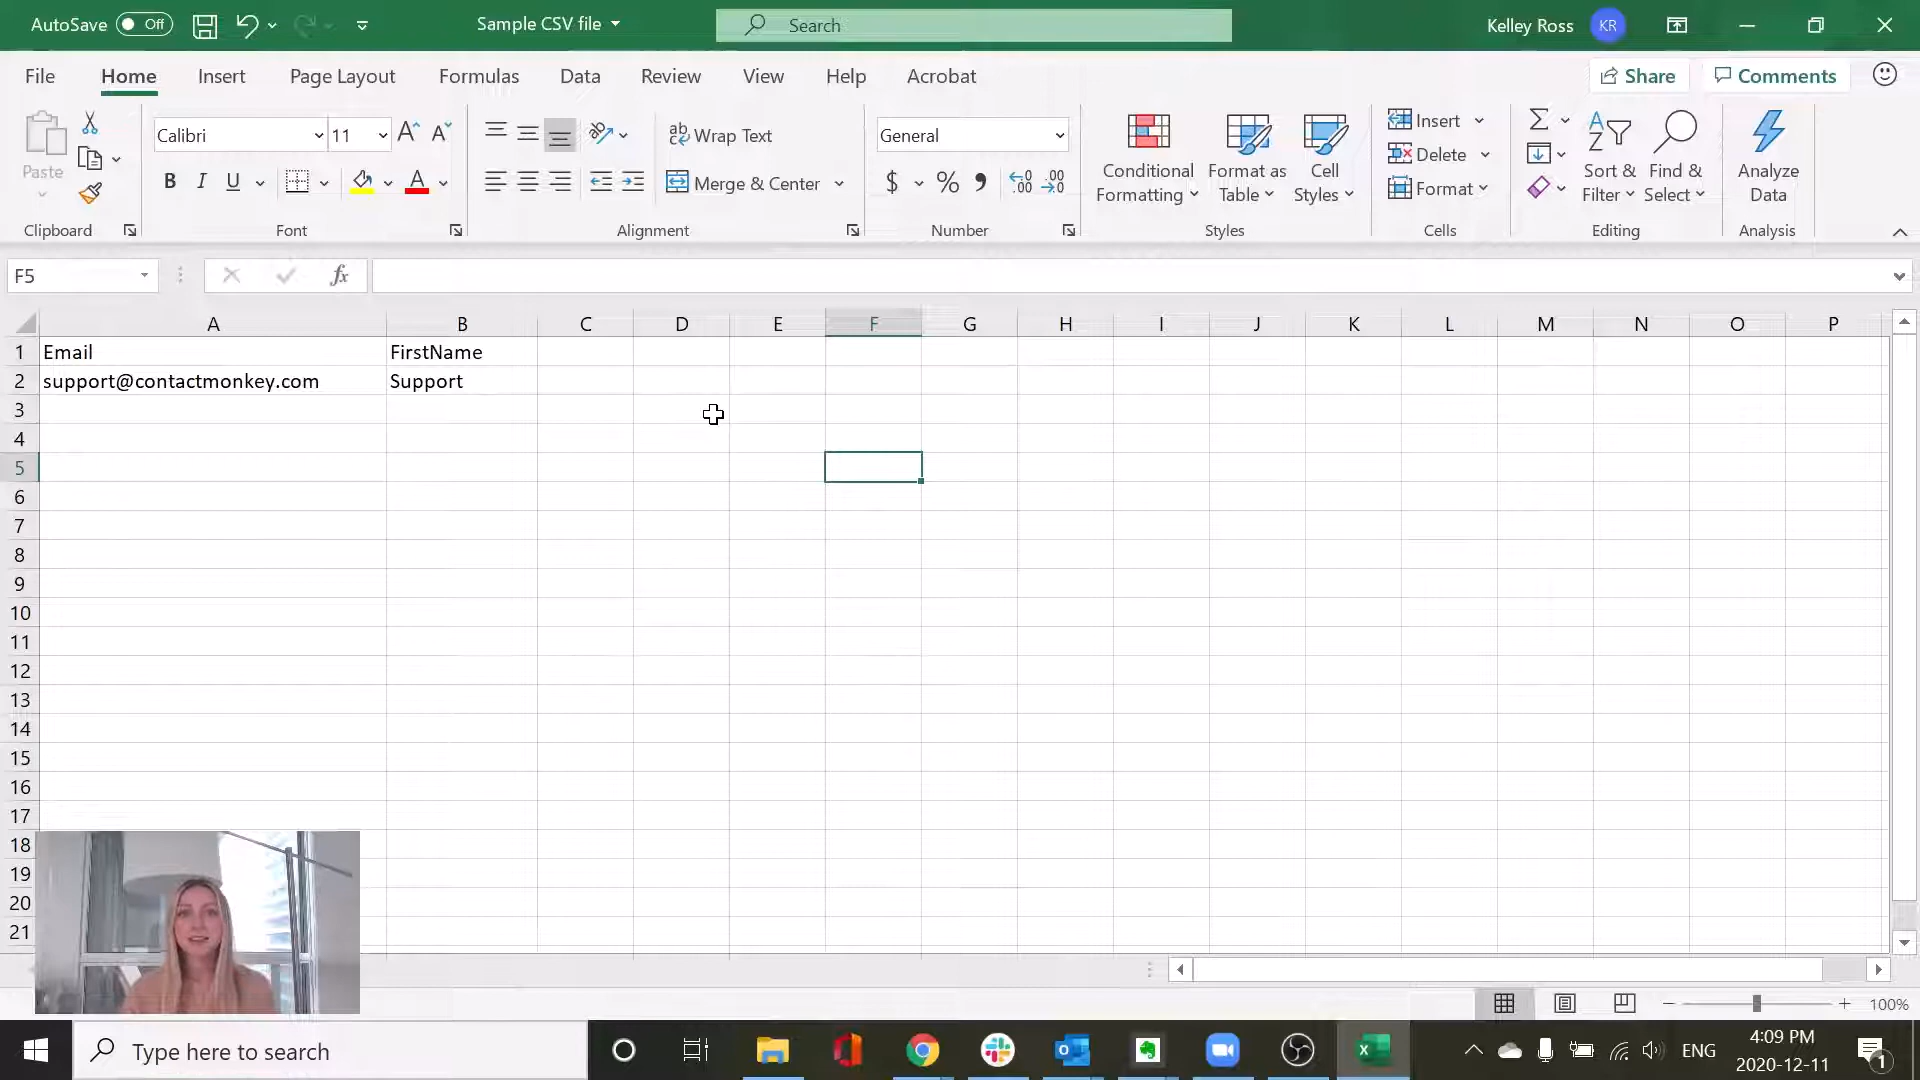 AutoSave Off Sample CSV file Search Kelley Ross KR
File Home Insert Page Layout Formulas Data Review View Help Acrobat Share Comments
Calibri 11 ab Wrap Text General Insert
Paste Conditional Format as Cell Delete Sort & Find & Analyze
B I U Merge & Center $ % Formatting Table Styles Format Filter Select Data
Clipboard Font Alignment Number Styles Cells Editing Analysis
F5 fx
A B C D E F G H I J K L M N O P
1 Email FirstName
2 support@contactmonkey.com Support
3
4
5
6
7
8
9
10
11
12
13
14
15
16
17
18
19
20
21
100%
Type here to search ENG 4:09 PM
2020-12-11 1